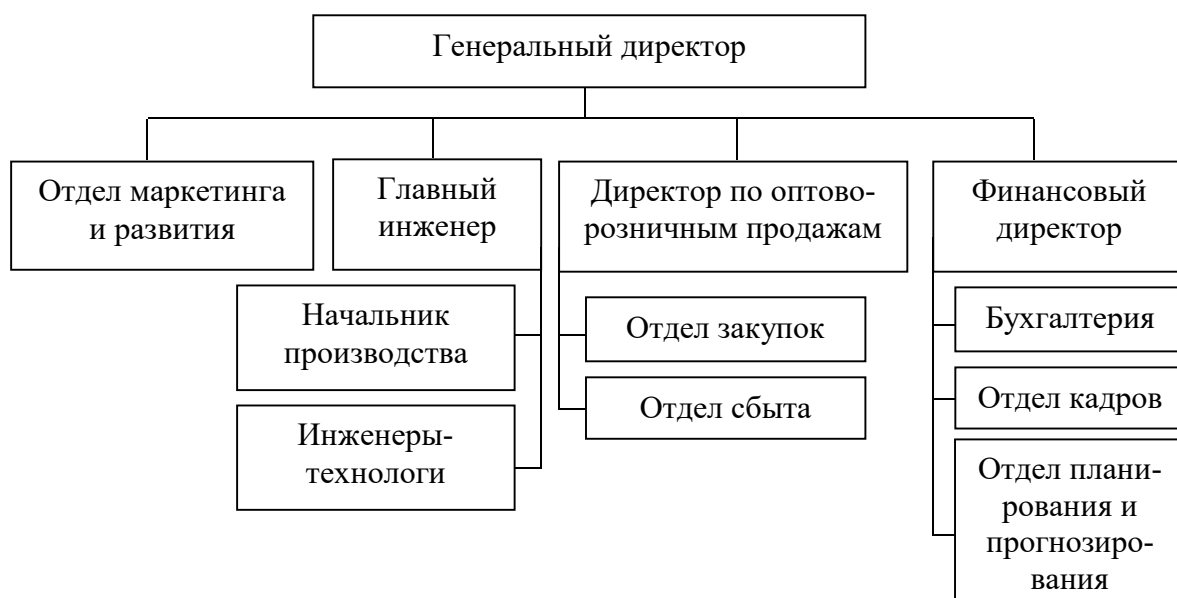 Генеральный директор
Отдел маркетинга
и развития
Главный
инженер
Директор по оптово-
розничным продажам
Финансовый
директор
Начальник
производства
Инженеры-
технологи
Отдел закупок
Отдел сбыта
Бухгалтерия
Отдел кадров
Отдел плани-
рования и
прогнозиро-
вания